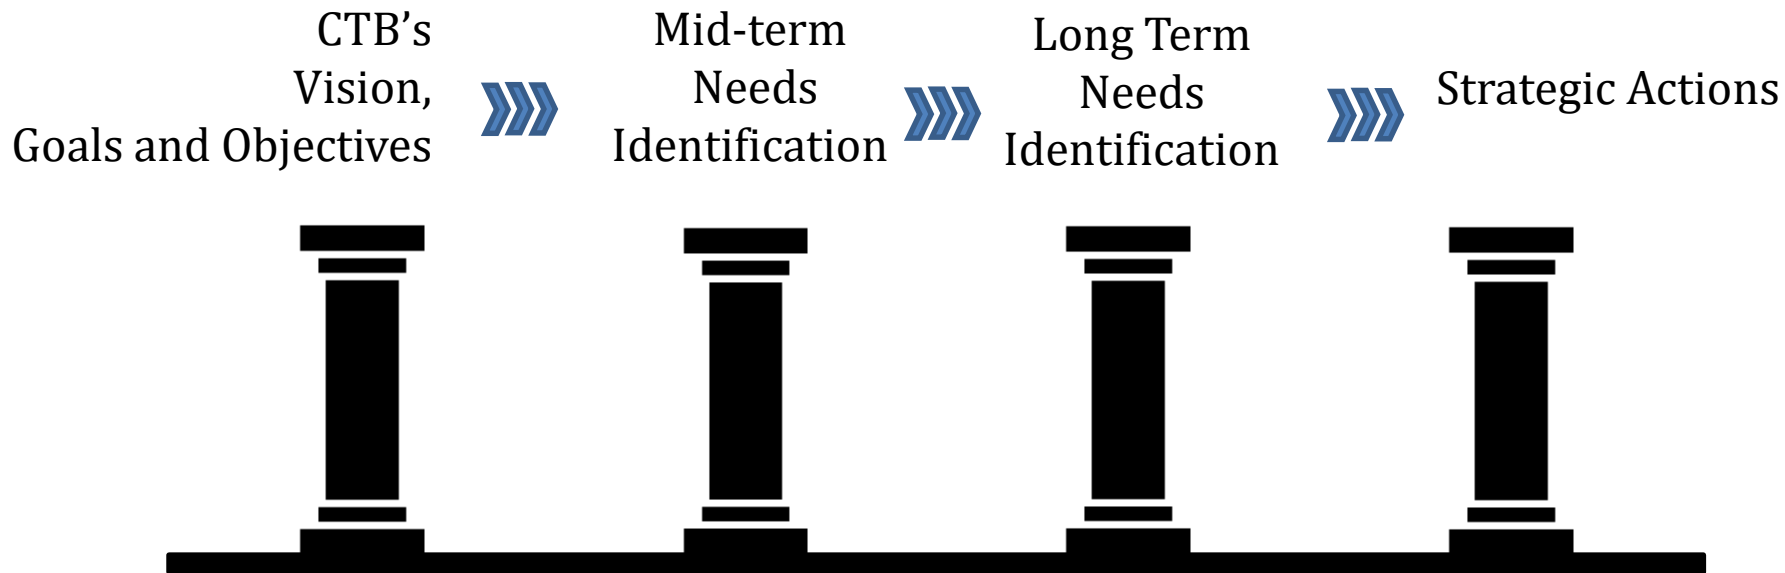 CTB’s
Vision,
Goals and Objectives
Mid-term
Needs
Identification
Long Term
Needs
Identification
Strategic Actions